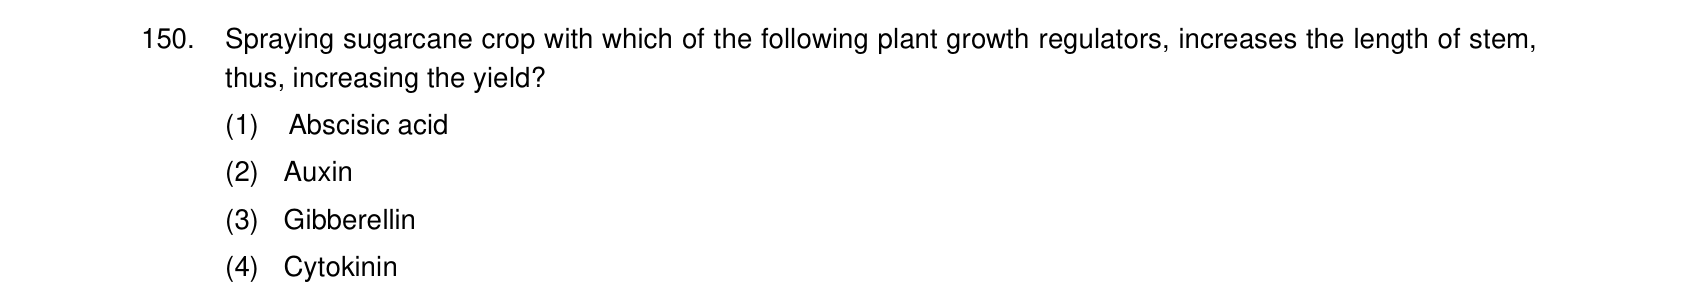 150. Spraying sugarcane crop with which of the following plant growth regulators, increases the length of stem,
thus, increasing the yield?
(1) Abscisic acid
(2) Auxin
(3) Gibberellin
(4) Cytokinin